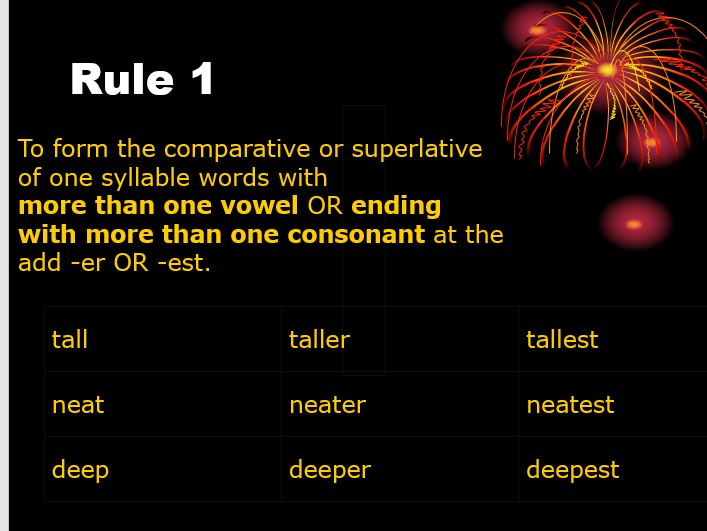 Rule 1
To form the comparative or superlative
of one syllable words with
more than one vowel OR ending
with more than one consonant at the
add -er OR -est.
tall taller tallest
neat neater neatest
deep deeper deepest